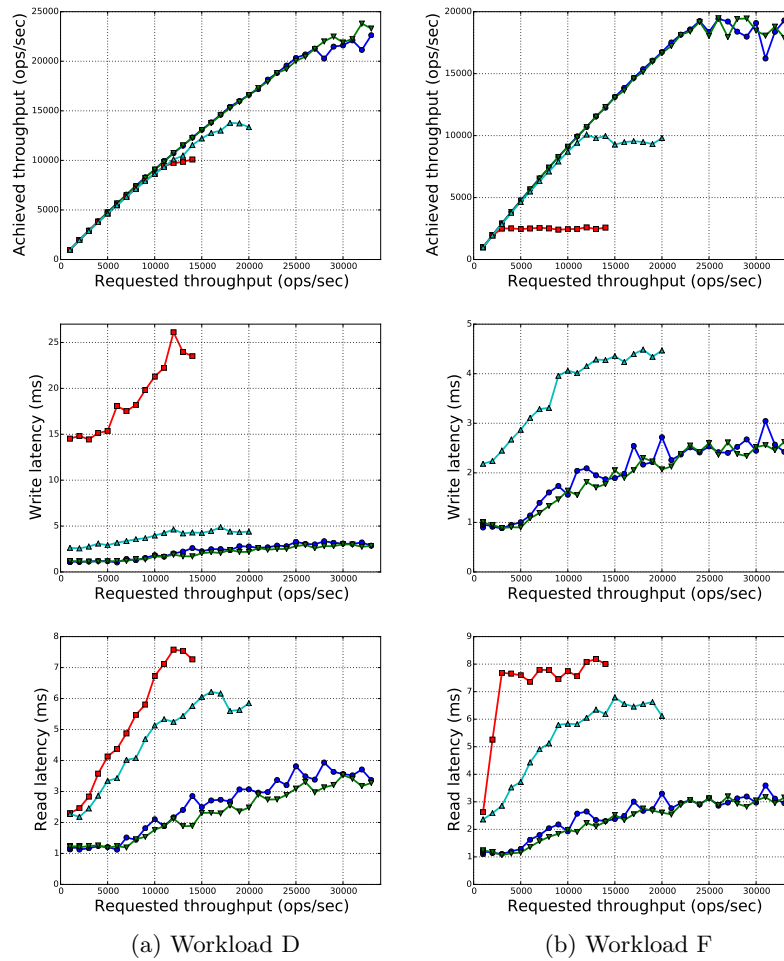 25000
20000
15000
10000
5000
0
Achieved throughput (ops/sec)
0 5000 10000 15000 20000 25000 30000
Requested throughput (ops/sec)
20000
15000
10000
5000
0
Achieved throughput (ops/sec)
0 5000 10000 15000 20000 25000 30000
Requested throughput (ops/sec)
25
20
15
10
5
0
Write latency (ms)
0 5000 10000 15000 20000 25000 30000
Requested throughput (ops/sec)
5
4
3
2
1
0
Write latency (ms)
0 5000 10000 15000 20000 25000 30000
Requested throughput (ops/sec)
8
7
6
5
4
3
2
1
0
Read latency (ms)
0 5000 10000 15000 20000 25000 30000
Requested throughput (ops/sec)
9
8
7
6
5
4
3
2
1
0
Read latency (ms)
0 5000 10000 15000 20000 25000 30000
Requested throughput (ops/sec)
(a) Workload D
(b) Workload F